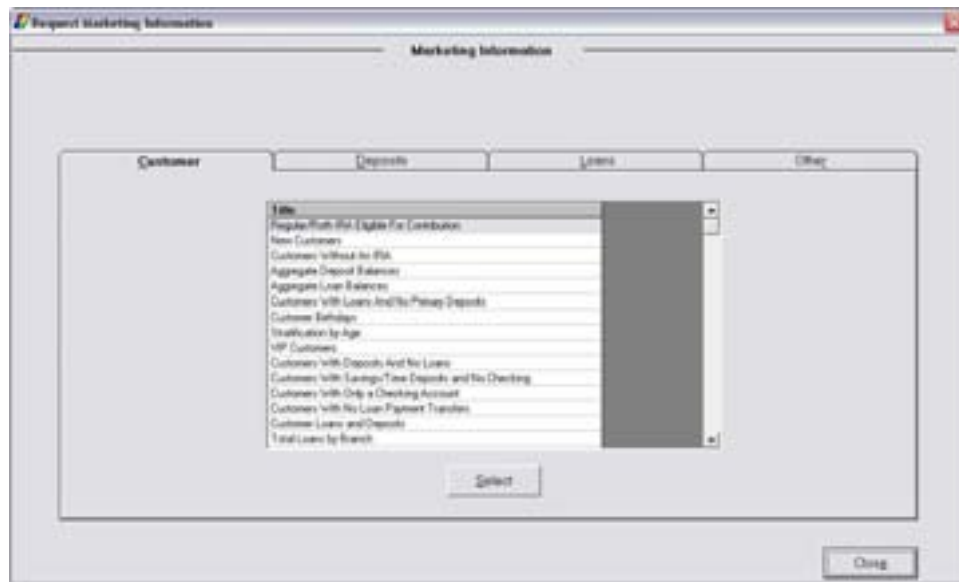 Request Marketing Information
Marketing Information
Customer Deposits Loans Other
Title
Regular/Roth IRA Eligible For Contribution
New Customers
Customers Without An IRA
Aggregate Deposit Balances
Aggregate Loan Balances
Customers With Loans And No Primary Deposits
Customer Birthdays
Stratification by Age
VIP Customers
Customers With Deposits And No Loans
Customers With Savings/Time Deposits and No Checking
Customers With Only a Checking Account
Customers With No Loan Payment Transfers
Customer Loans and Deposits
Total Loans by Branch
Select
Close